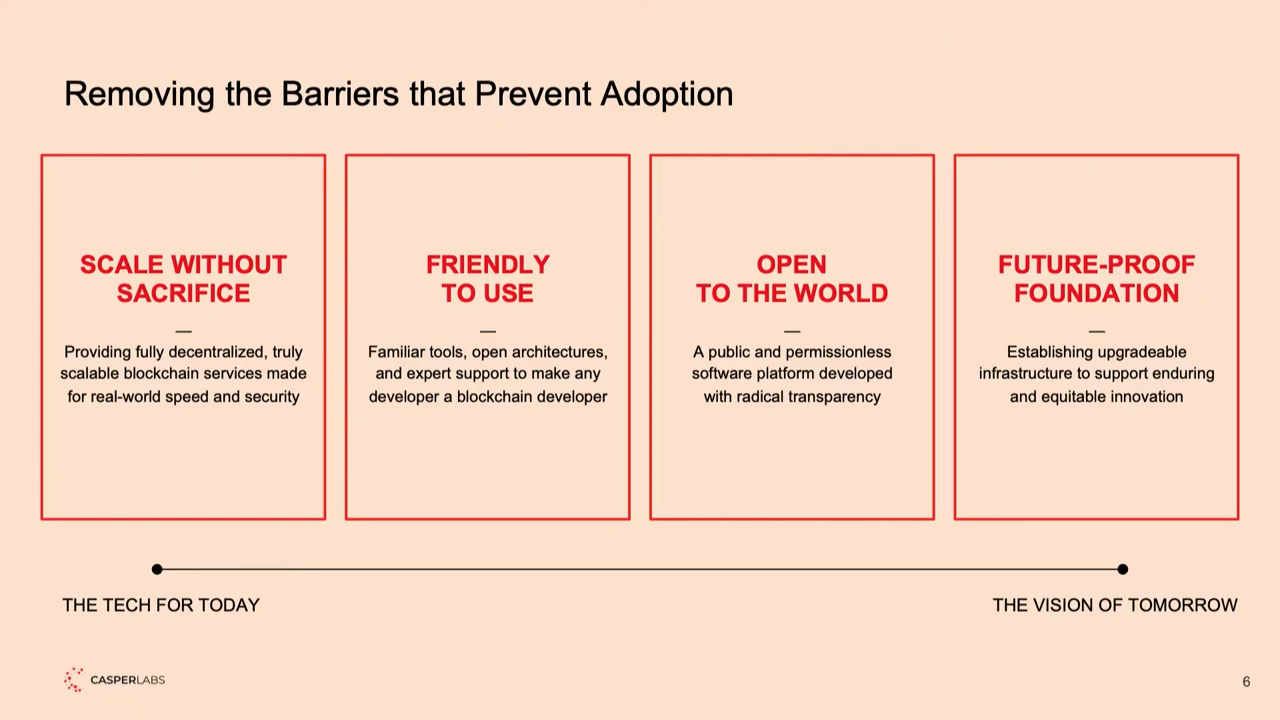 Removing the Barriers that Prevent Adoption
SCALE WITHOUT
SACRIFICE
—
Providing fully decentralized, truly
scalable blockchain services made
for real-world speed and security
FRIENDLY
TO USE
—
Familiar tools, open architectures,
and expert support to make any
developer a blockchain developer
OPEN
TO THE WORLD
—
A public and permissionless
software platform developed
with radical transparency
FUTURE-PROOF
FOUNDATION
—
Establishing upgradeable
infrastructure to support enduring
and equitable innovation
THE TECH FOR TODAY
THE VISION OF TOMORROW
CASPERLABS
6